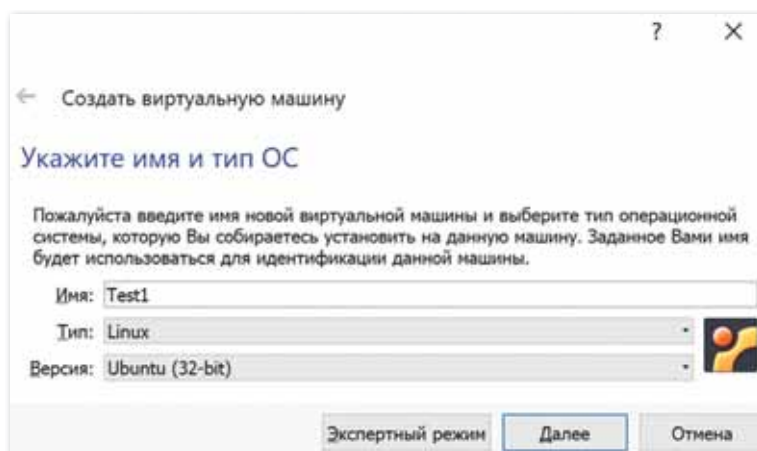 ?
Создать виртуальную машину
Укажите имя и тип ОС
Пожалуйста введите имя новой виртуальной машины и выберите тип операционной
системы, которую Вы собираетесь установить на данную машину. Заданное Вами имя
будет использоваться для идентификации данной машины.
Имя: Test1
Тип: Linux
Версия: Ubuntu (32-bit)
Экспертный режим Далее Отмена